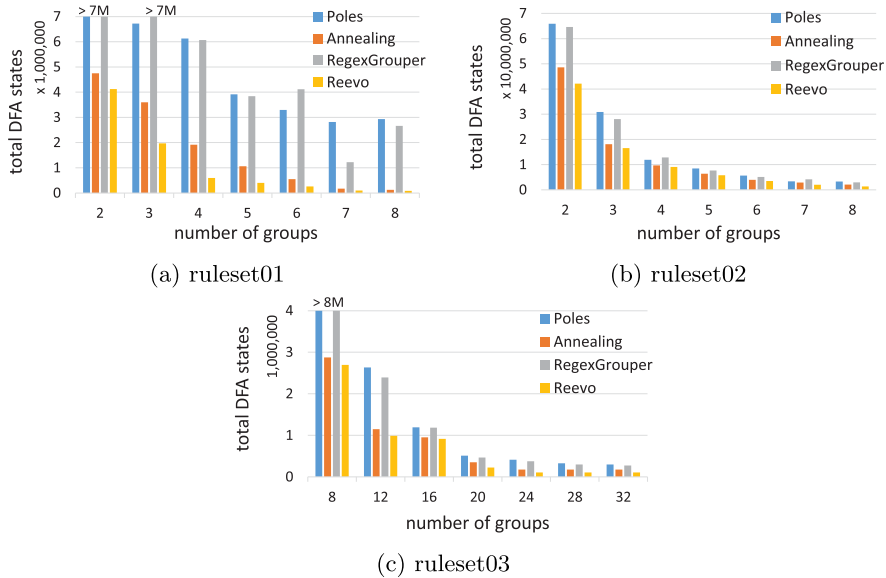 > 7M > 7M
total DFA states
x 1,000,000
7
6
5
4
3
2
1
0
Poles
Annealing
RegexGrouper
Reevo
2 3 4 5 6 7 8
number of groups
(a) ruleset01
total DFA states
x 10,000,000
7
6
5
4
3
2
1
0
Poles
Annealing
RegexGrouper
Reevo
2 3 4 5 6 7 8
number of groups
(b) ruleset02
> 8M
total DFA states
1,000,000
4
3
2
1
0
Poles
Annealing
RegexGrouper
Reevo
8 12 16 20 24 28 32
number of groups
(c) ruleset03